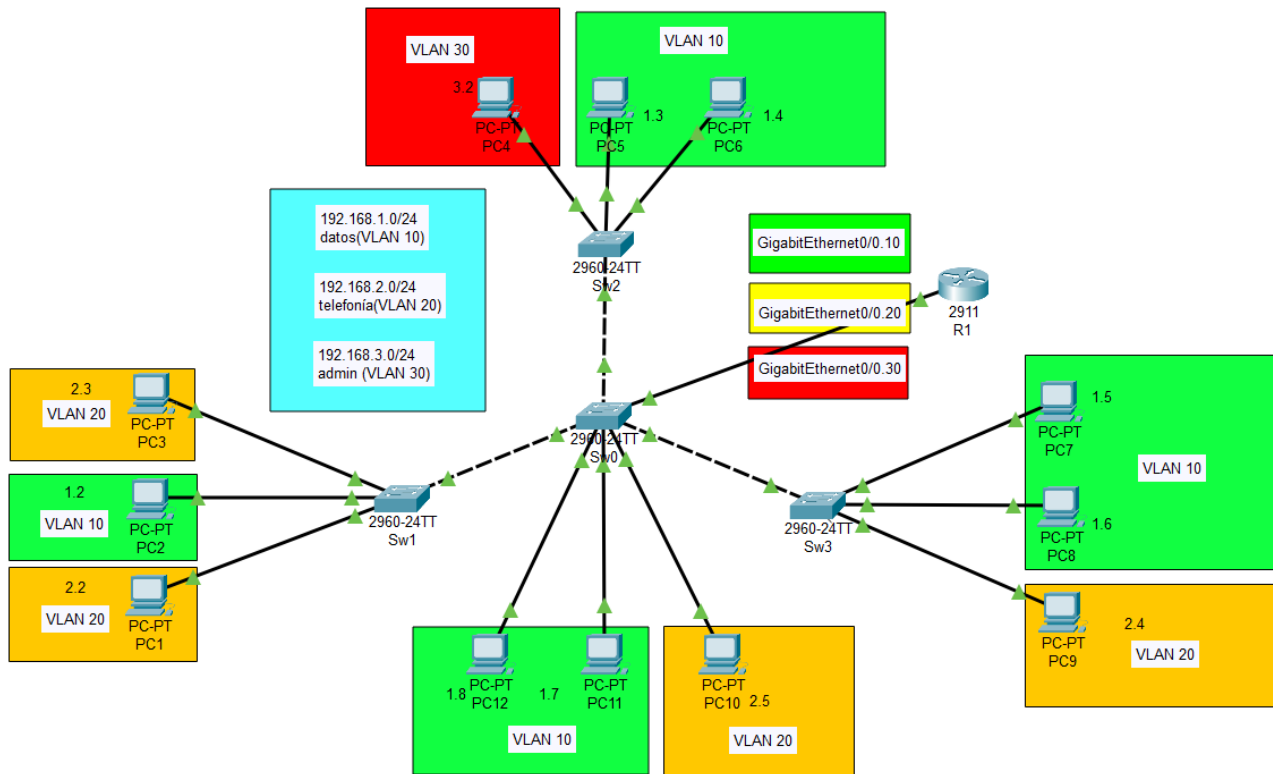 VLAN 30
3.2
PC-PT
PC4
VLAN 10
PC-PT
PC5
1.3
PC-PT
PC6
1.4
192.168.1.0/24
datos(VLAN 10)
192.168.2.0/24
telefonía(VLAN 20)
192.168.3.0/24
admin (VLAN 30)
2960-24TT
Sw2
GigabitEthernet0/0.10
GigabitEthernet0/0.20
GigabitEthernet0/0.30
2911
R1
2.3
VLAN 20
PC-PT
PC3
1.2
VLAN 10
PC-PT
PC2
2.2
VLAN 20
PC-PT
PC1
2960-24TT
Sw1
2960-24TT
Sw0
2960-24TT
Sw3
1.5
PC-PT
PC7
VLAN 10
PC-PT
PC8
1.6
PC-PT
PC9
2.4
VLAN 20
1.8
PC-PT
PC12
1.7
PC-PT
PC11
VLAN 10
PC-PT
PC10
2.5
VLAN 20